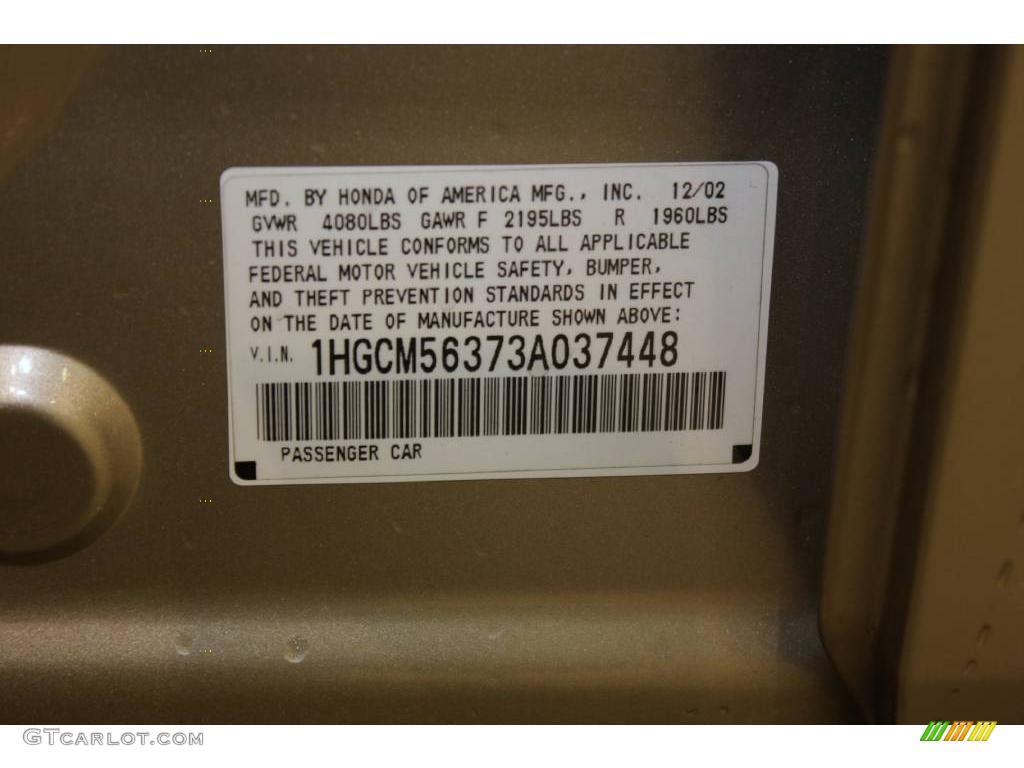 MFD. BY HONDA OF AMERICA MFG., INC. 12/02
GVWR 4080LBS GAWR F 2195LBS R 1960LBS
THIS VEHICLE CONFORMS TO ALL APPLICABLE
FEDERAL MOTOR VEHICLE SAFETY, BUMPER,
AND THEFT PREVENTION STANDARDS IN EFFECT
ON THE DATE OF MANUFACTURE SHOWN ABOVE:
V.I.N. 1HGCM56373A037448
PASSENGER CAR
GTCARLOT.COM